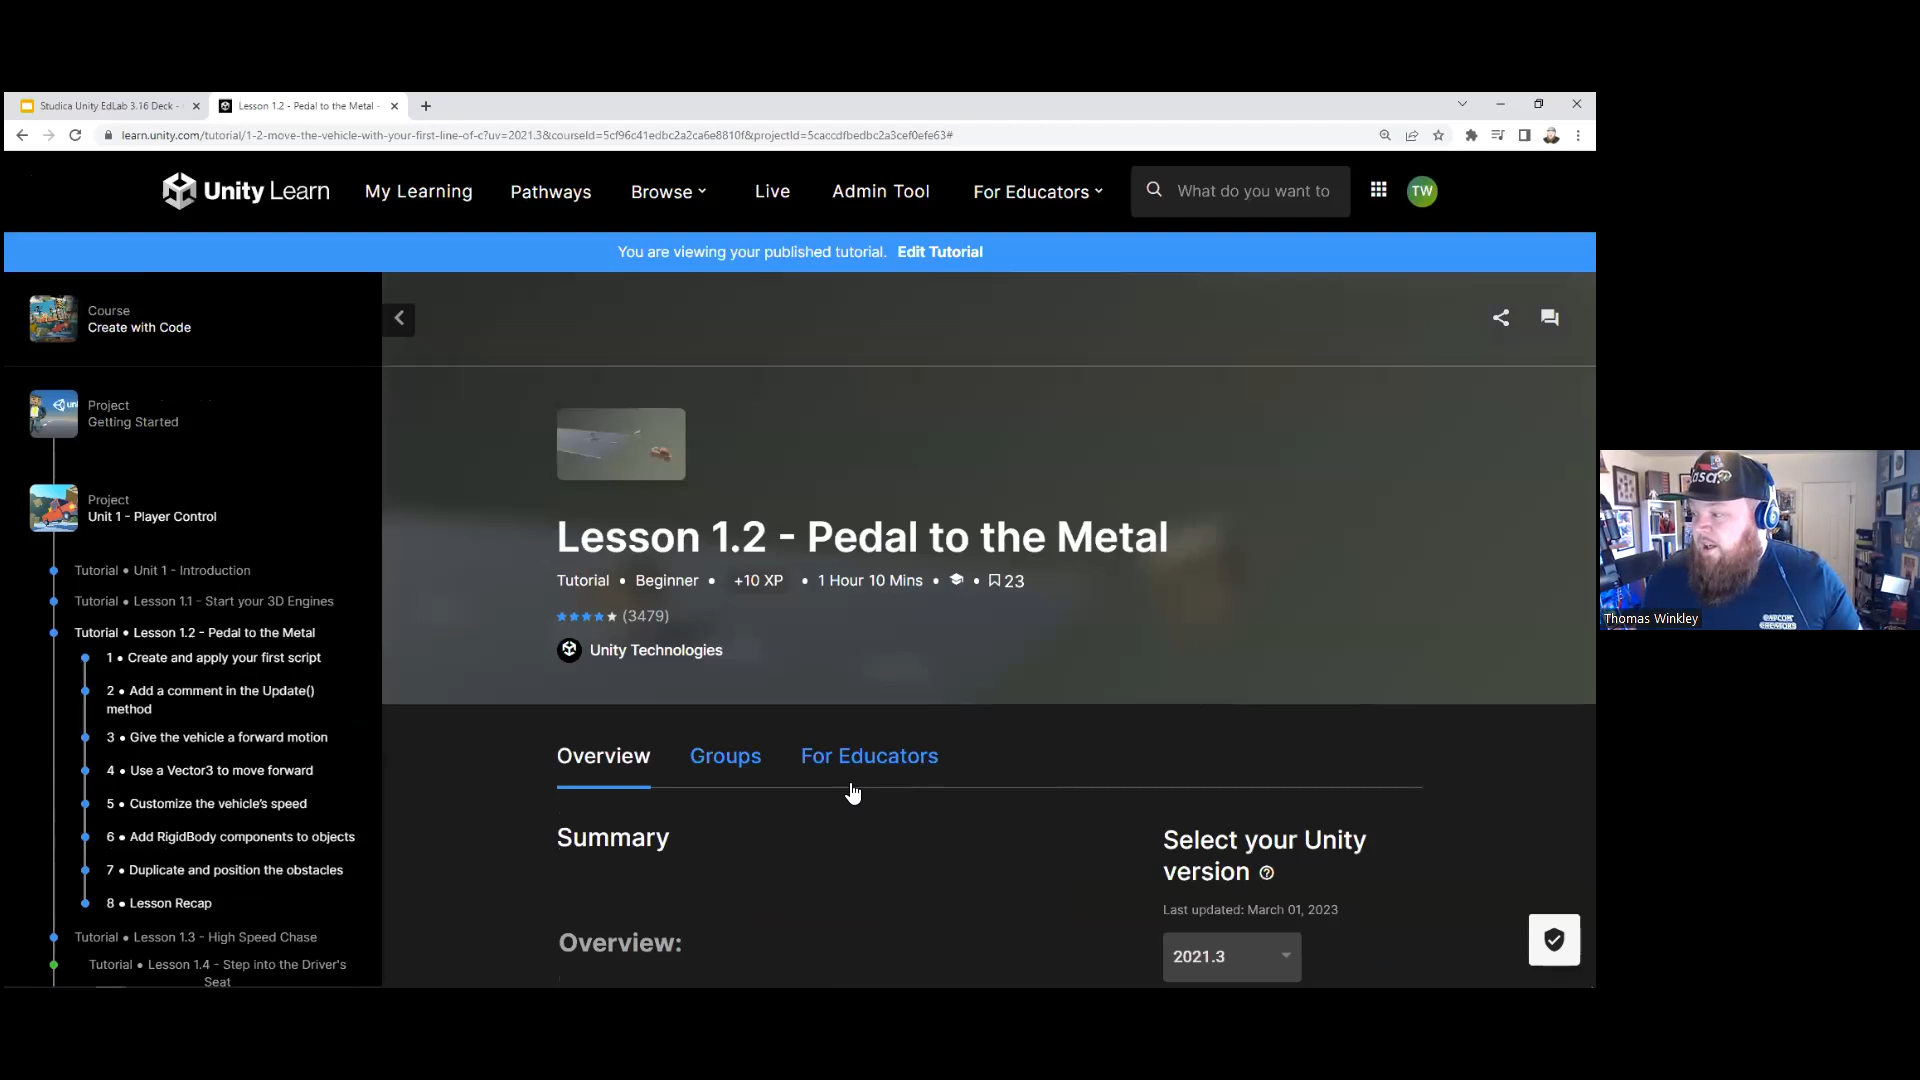 Studica Unity EdLab 3.16 Deck -
Lesson 1.2 - Pedal to the Metal -
learn.unity.com/tutorial/1-2-move-the-vehicle-with-your-first-line-of-c?uv=2021.3&courseId=5cf96c41edbc2a2ca6e8810f&projectId=5caccdfbedbc2a3cef0efe63#
Unity Learn
My Learning
Pathways
Browse
Live
Admin Tool
For Educators
What do you want to
TW
You are viewing your published tutorial. Edit Tutorial
Course
Create with Code
Project
Getting Started
Project
Unit 1 - Player Control
Tutorial • Unit 1 - Introduction
Tutorial • Lesson 1.1 - Start your 3D Engines
Tutorial • Lesson 1.2 - Pedal to the Metal
1 • Create and apply your first script
2 • Add a comment in the Update()
method
3 • Give the vehicle a forward motion
4 • Use a Vector3 to move forward
5 • Customize the vehicle's speed
6 • Add RigidBody components to objects
7 • Duplicate and position the obstacles
8 • Lesson Recap
Tutorial • Lesson 1.3 - High Speed Chase
Tutorial • Lesson 1.4 - Step into the Driver's
Seat
Lesson 1.2 - Pedal to the Metal
Tutorial • Beginner • +10 XP • 1 Hour 10 Mins • • 23
(3479)
Unity Technologies
Overview
Groups
For Educators
Summary
Overview:
Select your Unity
version
Last updated: March 01, 2023
2021.3
Thomas Winkley